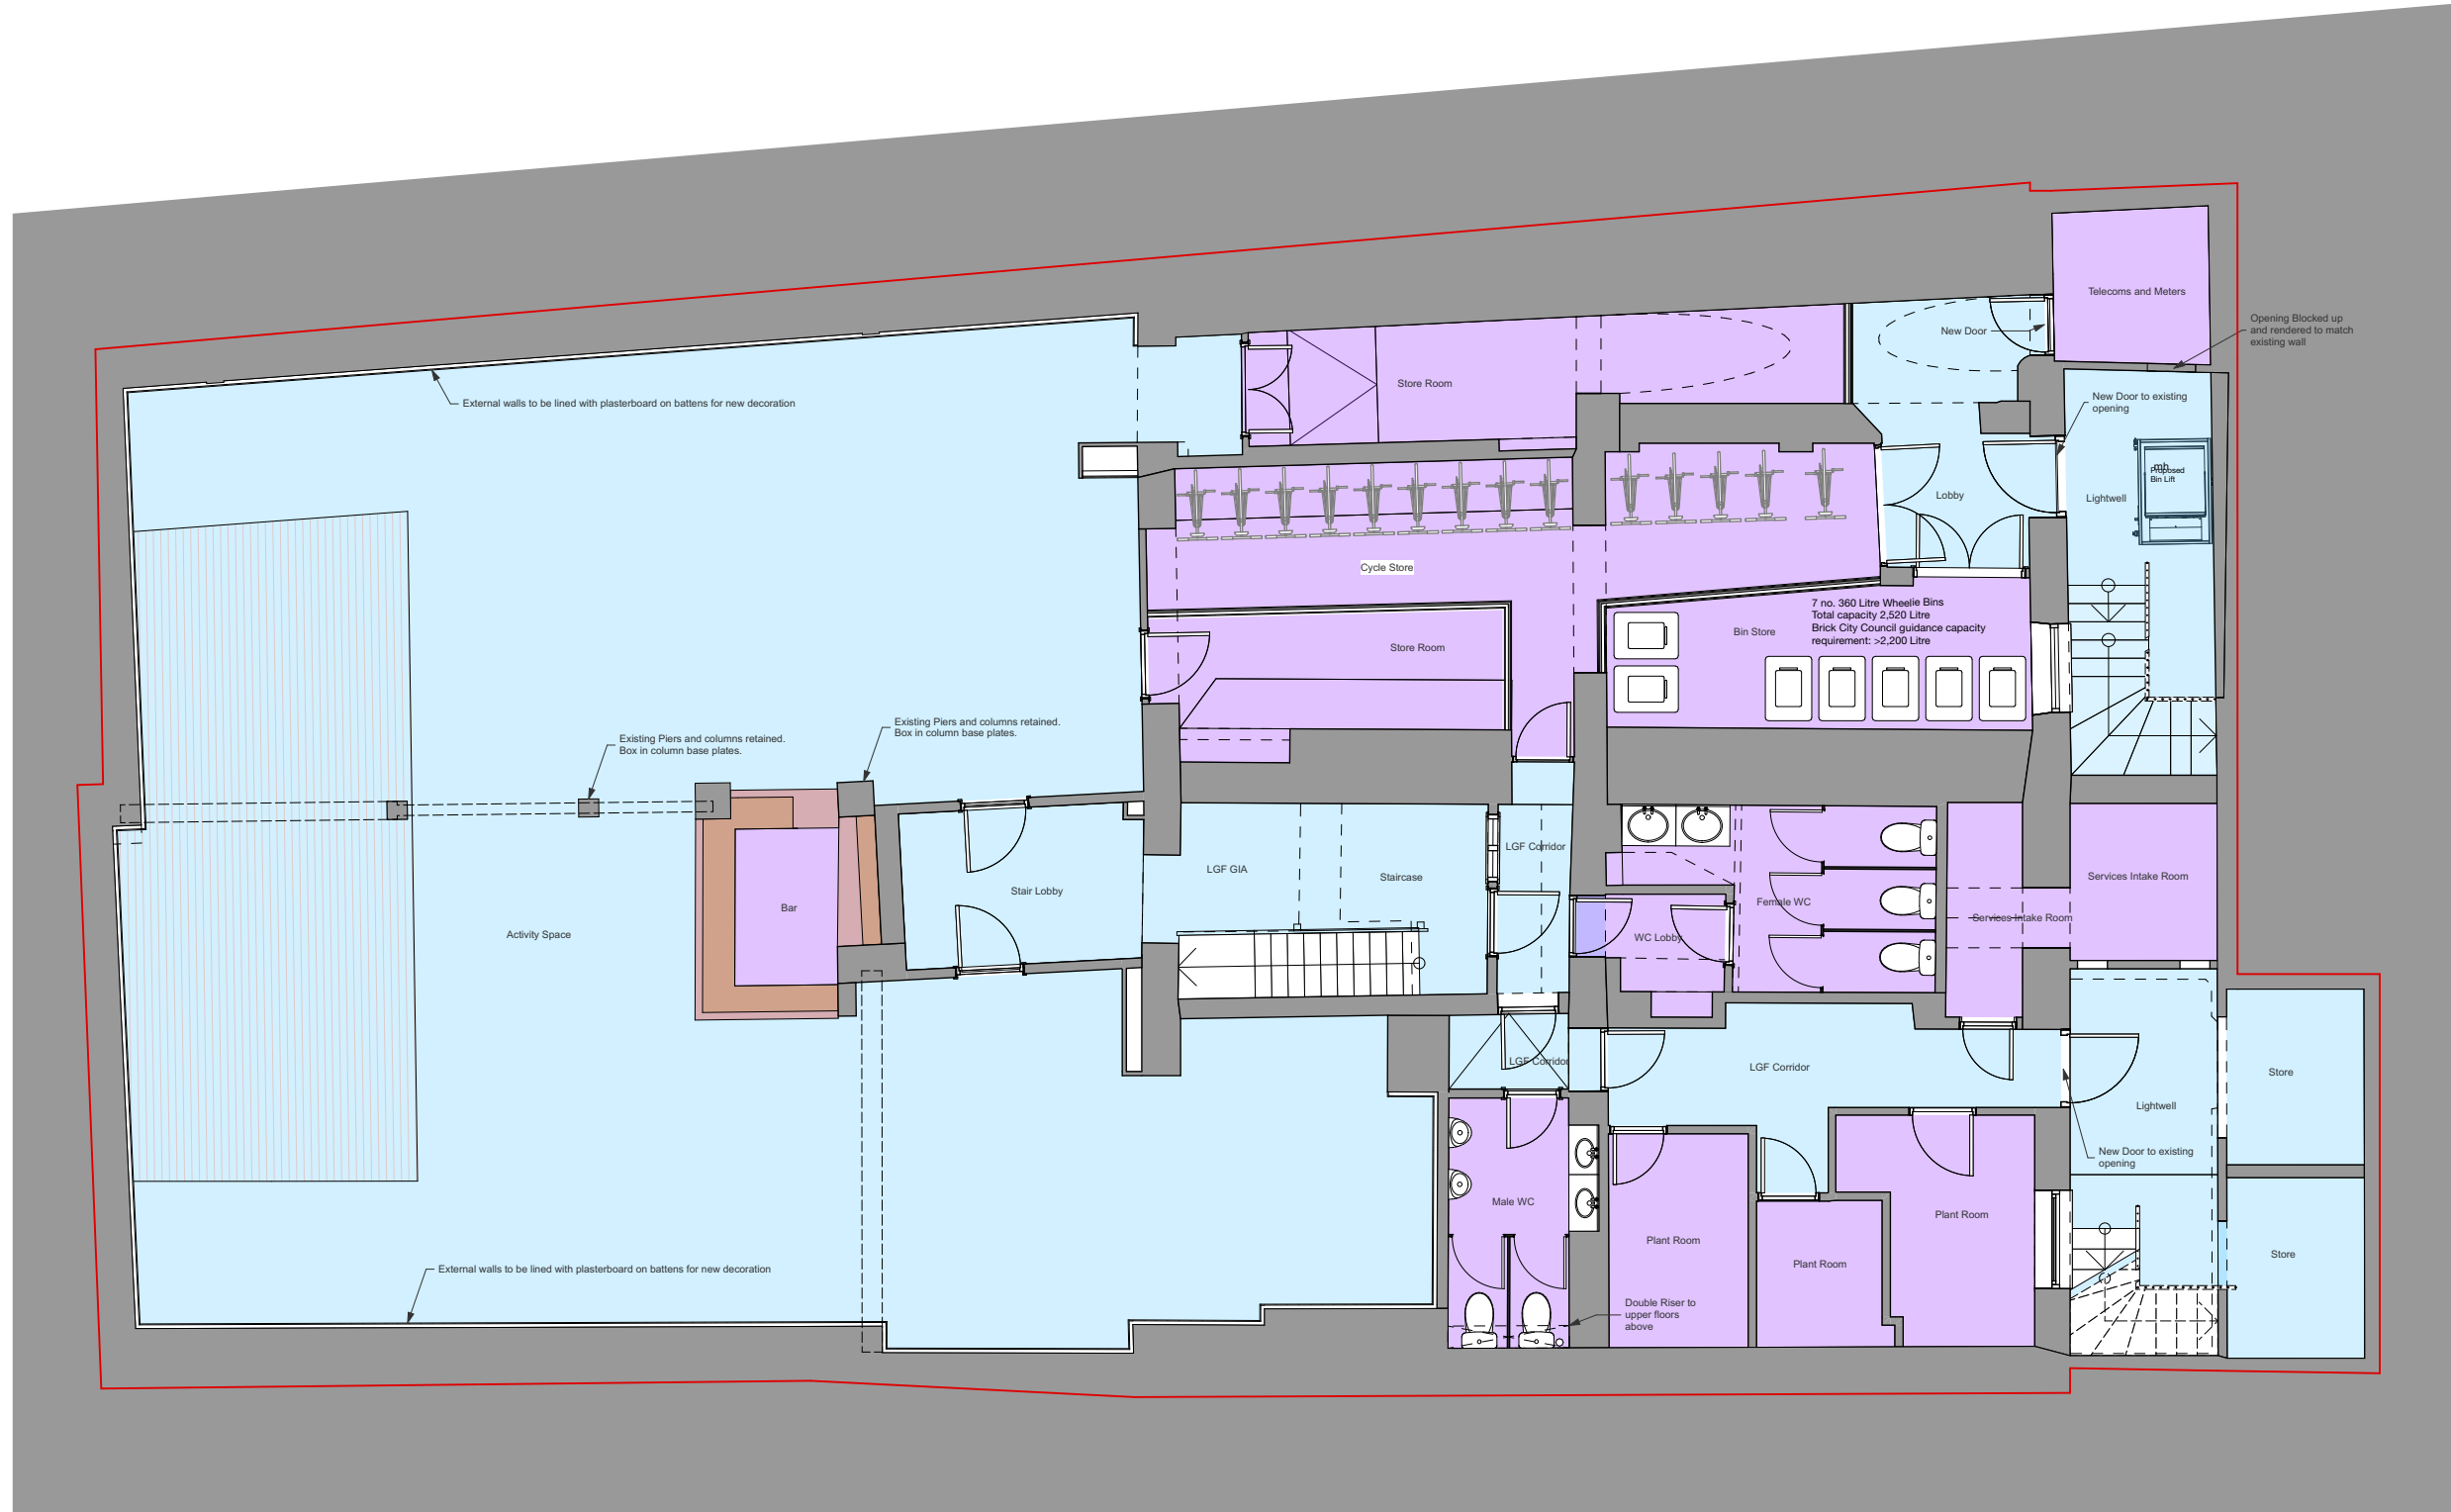 Telecoms and Meters
Opening Blocked up
and rendered to match
existing wall
New Door
Store Room
External walls to be lined with plasterboard on battens for new decoration
New Door to existing
opening
mh
Proposed
Bin Lift
Lobby
Lightwell
Cycle Store
7 no. 360 Litre Wheelie Bins
Total capacity 2,520 Litre
Brick City Council guidance capacity
requirement: >2,200 Litre
Bin Store
Store Room
Existing Piers and columns retained.
Box in column base plates.
Existing Piers and columns retained.
Box in column base plates.
LGF Corridor
LGF GIA
Staircase
Services Intake Room
Stair Lobby
Female WC
Bar
Services Intake Room
Activity Space
WC Lobby
LGF Corridor
LGF Corridor
Store
Lightwell
New Door to existing
opening
Male WC
Plant Room
Plant Room
Store
Plant Room
External walls to be lined with plasterboard on battens for new decoration
Double Riser to
upper floors
above